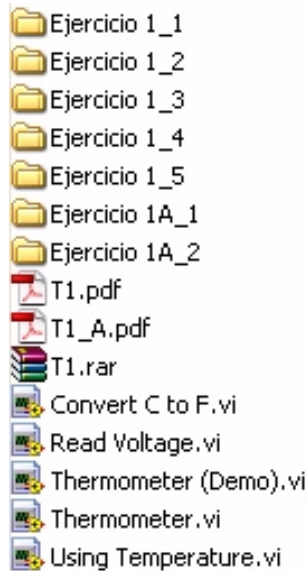 Ejercicio 1_1
Ejercicio 1_2
Ejercicio 1_3
Ejercicio 1_4
Ejercicio 1_5
Ejercicio 1A_1
Ejercicio 1A_2
T1.pdf
T1_A.pdf
T1.rar
Convert C to F.vi
Read Voltage.vi
Thermometer (Demo).vi
Thermometer.vi
Using Temperature.vi